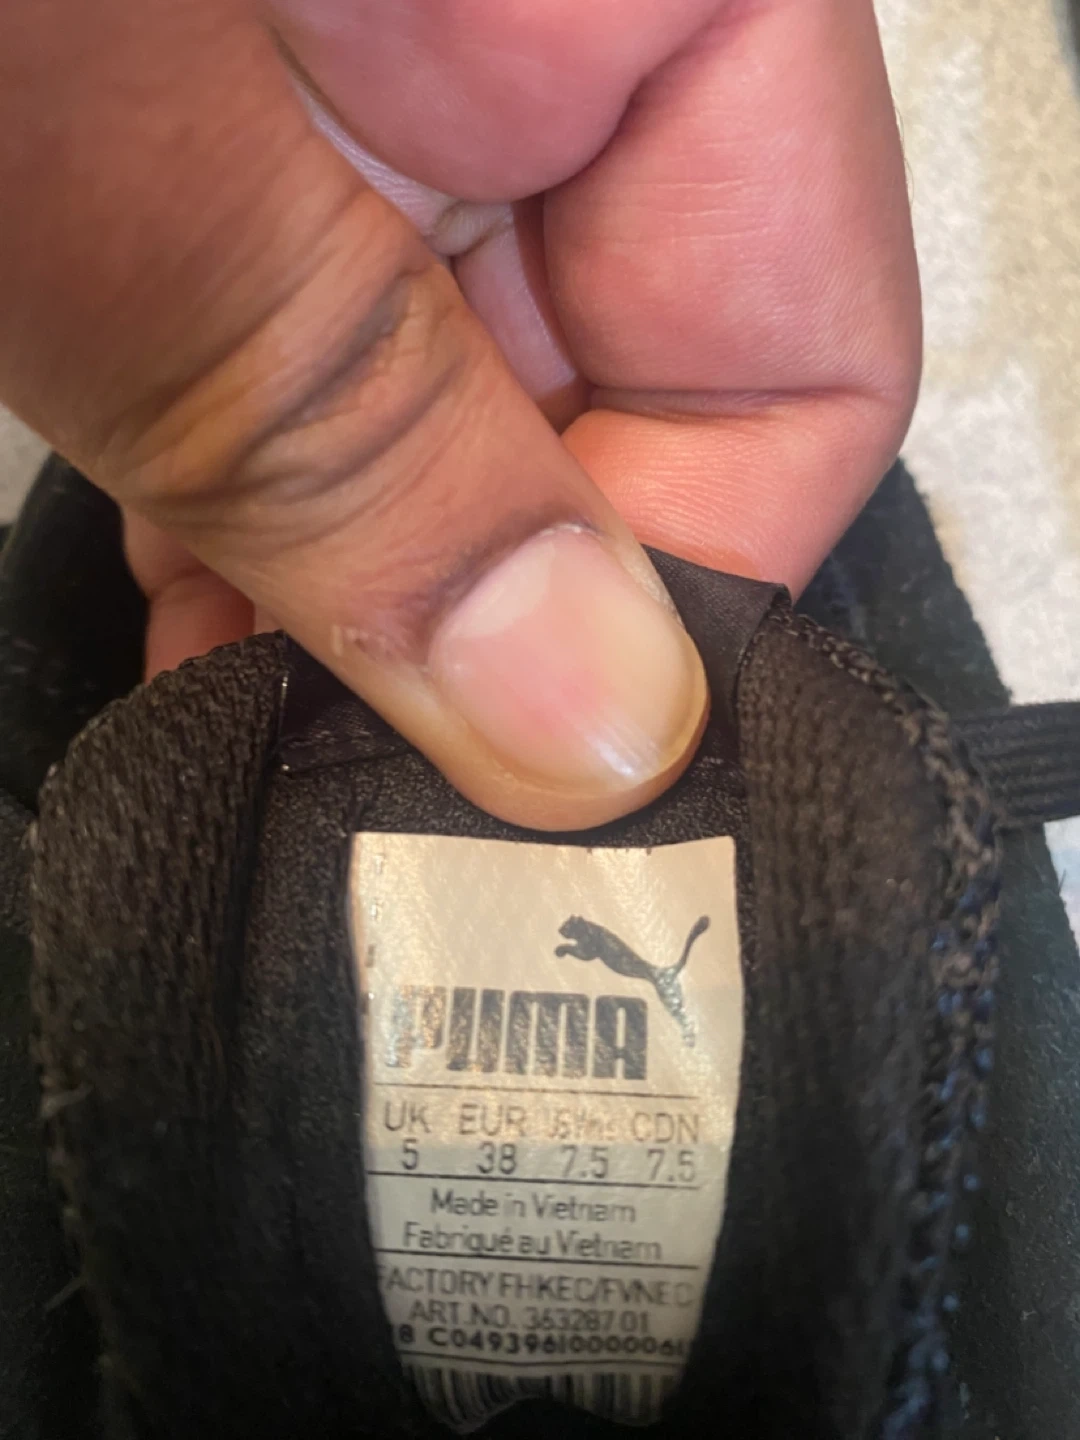 PUMA
UK EUR US Wns CDN
5 38 7.5 7.5
Made in Vietnam
Fabriqué au Vietnam
FACTORY FHKEC/FVNEC
ART.NO. 363287 01